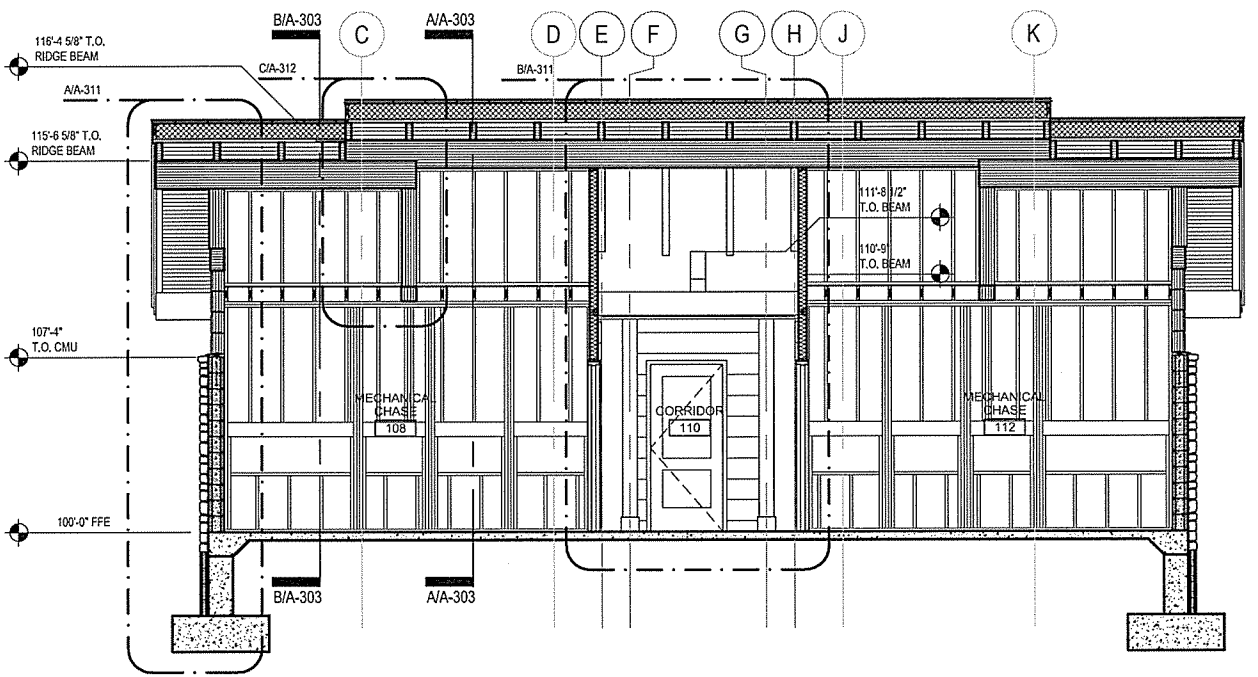 B/A-303
A/A-303
C
D
E
F
G
H
J
K
116'-4 5/8" T.O.
RIDGE BEAM
C/A-312
B/A-311
A/A-311
115'-6 5/8" T.O.
RIDGE BEAM
111'-8 1/2"
T.O. BEAM
110'-9"
T.O. BEAM
107'-4"
T.O. CMU
MECHANICAL
CHASE
108
CORRIDOR
110
MECHANICAL
CHASE
112
100'-0" FFE
B/A-303
A/A-303